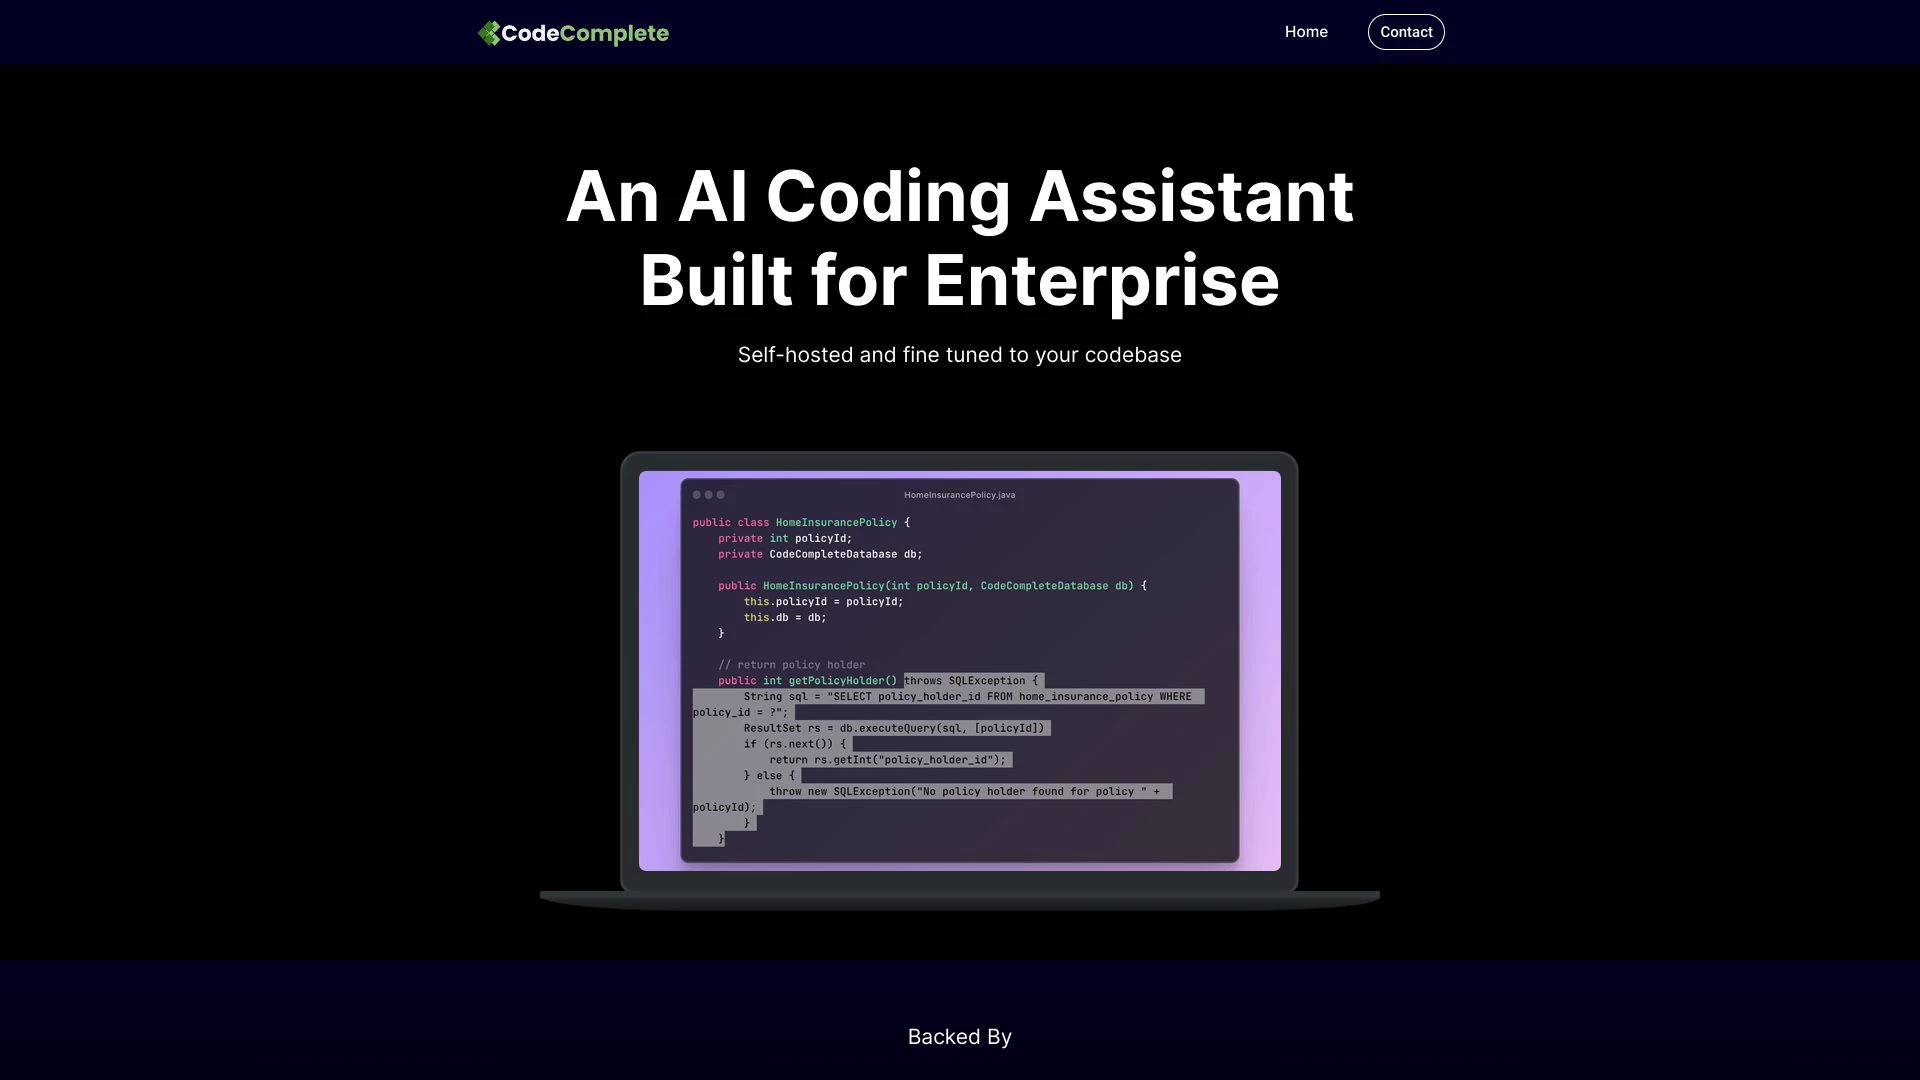 CodeComplete
Home
Contact
An AI Coding Assistant
Built for Enterprise
Self-hosted and fine tuned to your codebase
HomeInsurancePolicy.java
public class HomeInsurancePolicy {
    private int policyId;
    private CodeCompleteDatabase db;
    public HomeInsurancePolicy(int policyId, CodeCompleteDatabase db) {
        this.policyId = policyId;
        this.db = db;
    }
    // return policy holder
    public int getPolicyHolder() throws SQLException {
        String sql = "SELECT policy_holder_id FROM home_insurance_policy WHERE
policy_id = ?";
        ResultSet rs = db.executeQuery(sql, [policyId])
        if (rs.next()) {
            return rs.getInt("policy_holder_id");
        } else {
            throw new SQLException("No policy holder found for policy " +
policyId);
        }
    }
Backed By